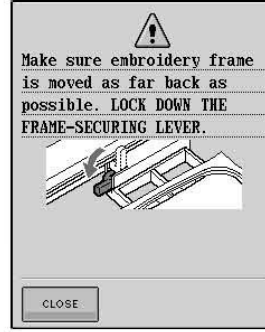 Make sure embroidery frame
is moved as far back as
possible. LOCK DOWN THE
FRAME-SECURING LEVER.
CLOSE